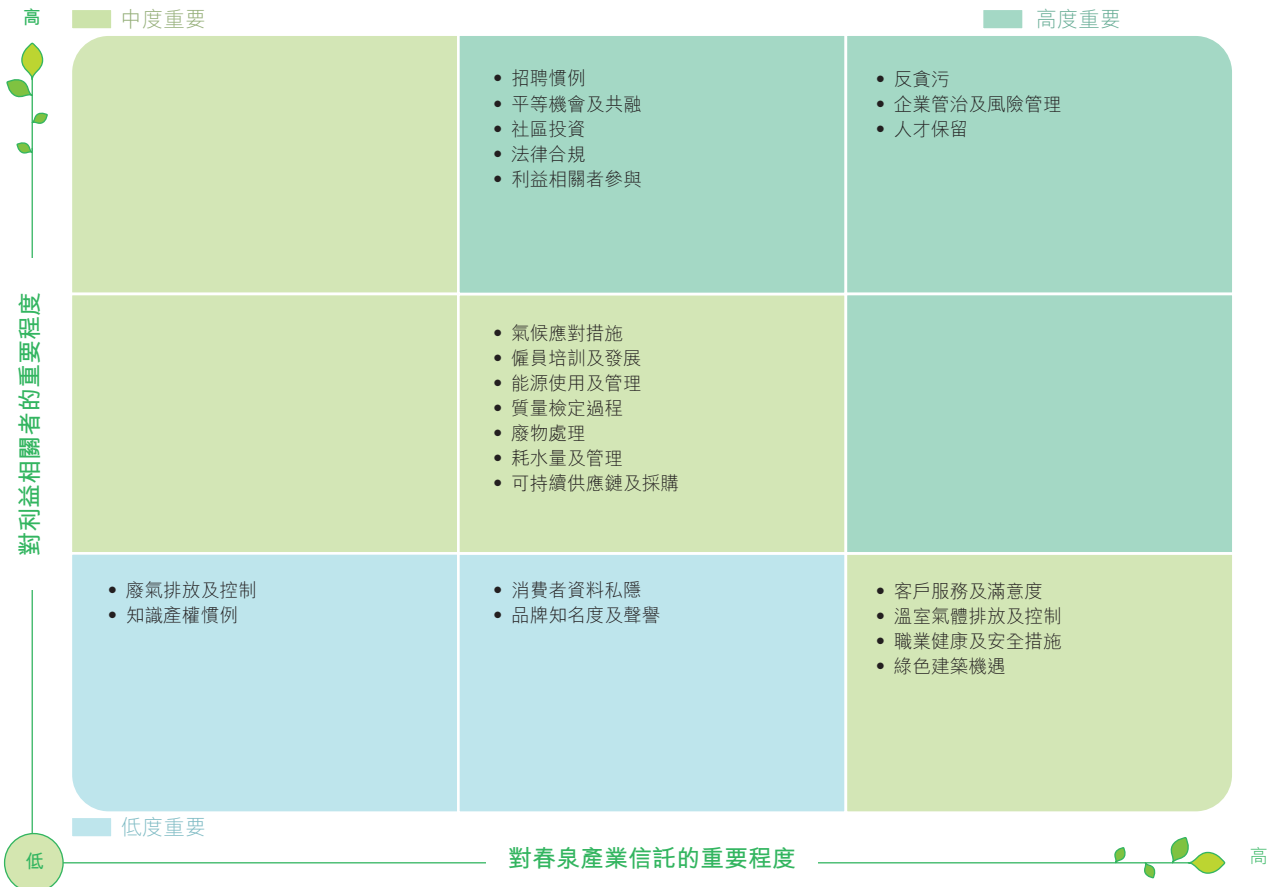 高
中度重要
高度重要
招聘慣例
平等機會及共融
社區投資
法律合規
利益相關者參與
反貪污
企業管治及風險管理
人才保留
對利益相關者的重要程度
氣候應對措施
僱員培訓及發展
能源使用及管理
質量檢定過程
廢物處理
耗水量及管理
可持續供應鏈及採購
廢氣排放及控制
知識產權慣例
消費者資料私隱
品牌知名度及聲譽
客戶服務及滿意度
溫室氣體排放及控制
職業健康及安全措施
綠色建築機遇
低度重要
低
對春泉產業信託的重要程度
高